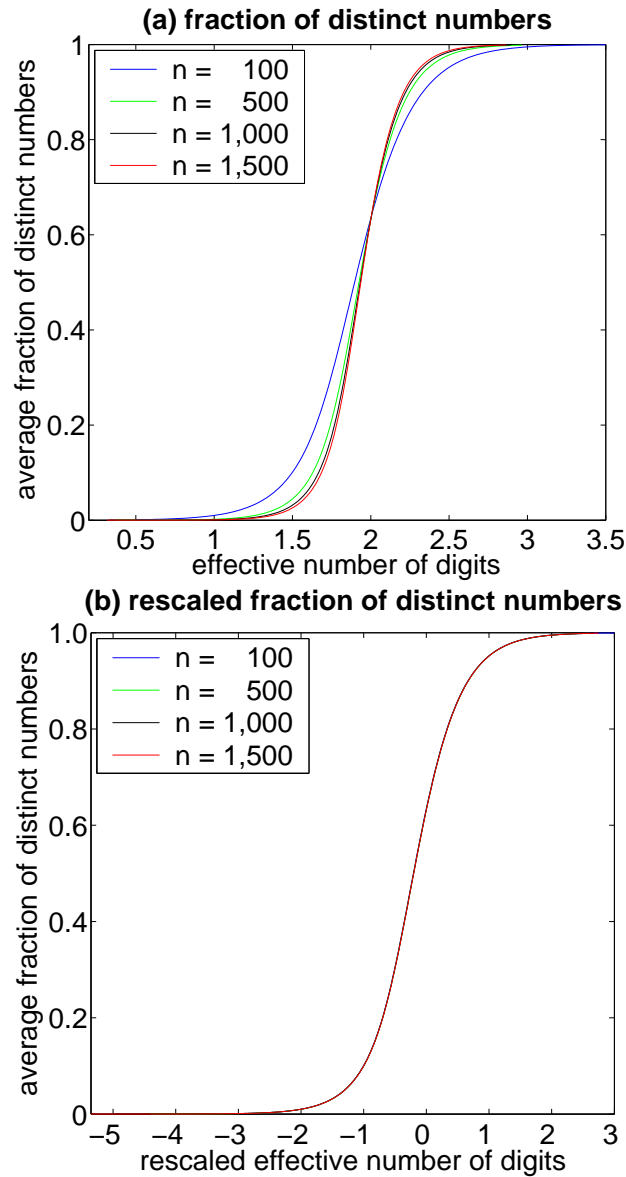 (a) fraction of distinct numbers
1
0.8
0.6
0.4
0.2
0
average fraction of distinct numbers
n = 100
n = 500
n = 1,000
n = 1,500
0.5 1 1.5 2 2.5 3 3.5
effective number of digits
(b) rescaled fraction of distinct numbers
1.0
0.8
0.6
0.4
0.2
0
average fraction of distinct numbers
n = 100
n = 500
n = 1,000
n = 1,500
−5 −4 −3 −2 −1 0 1 2 3
rescaled effective number of digits